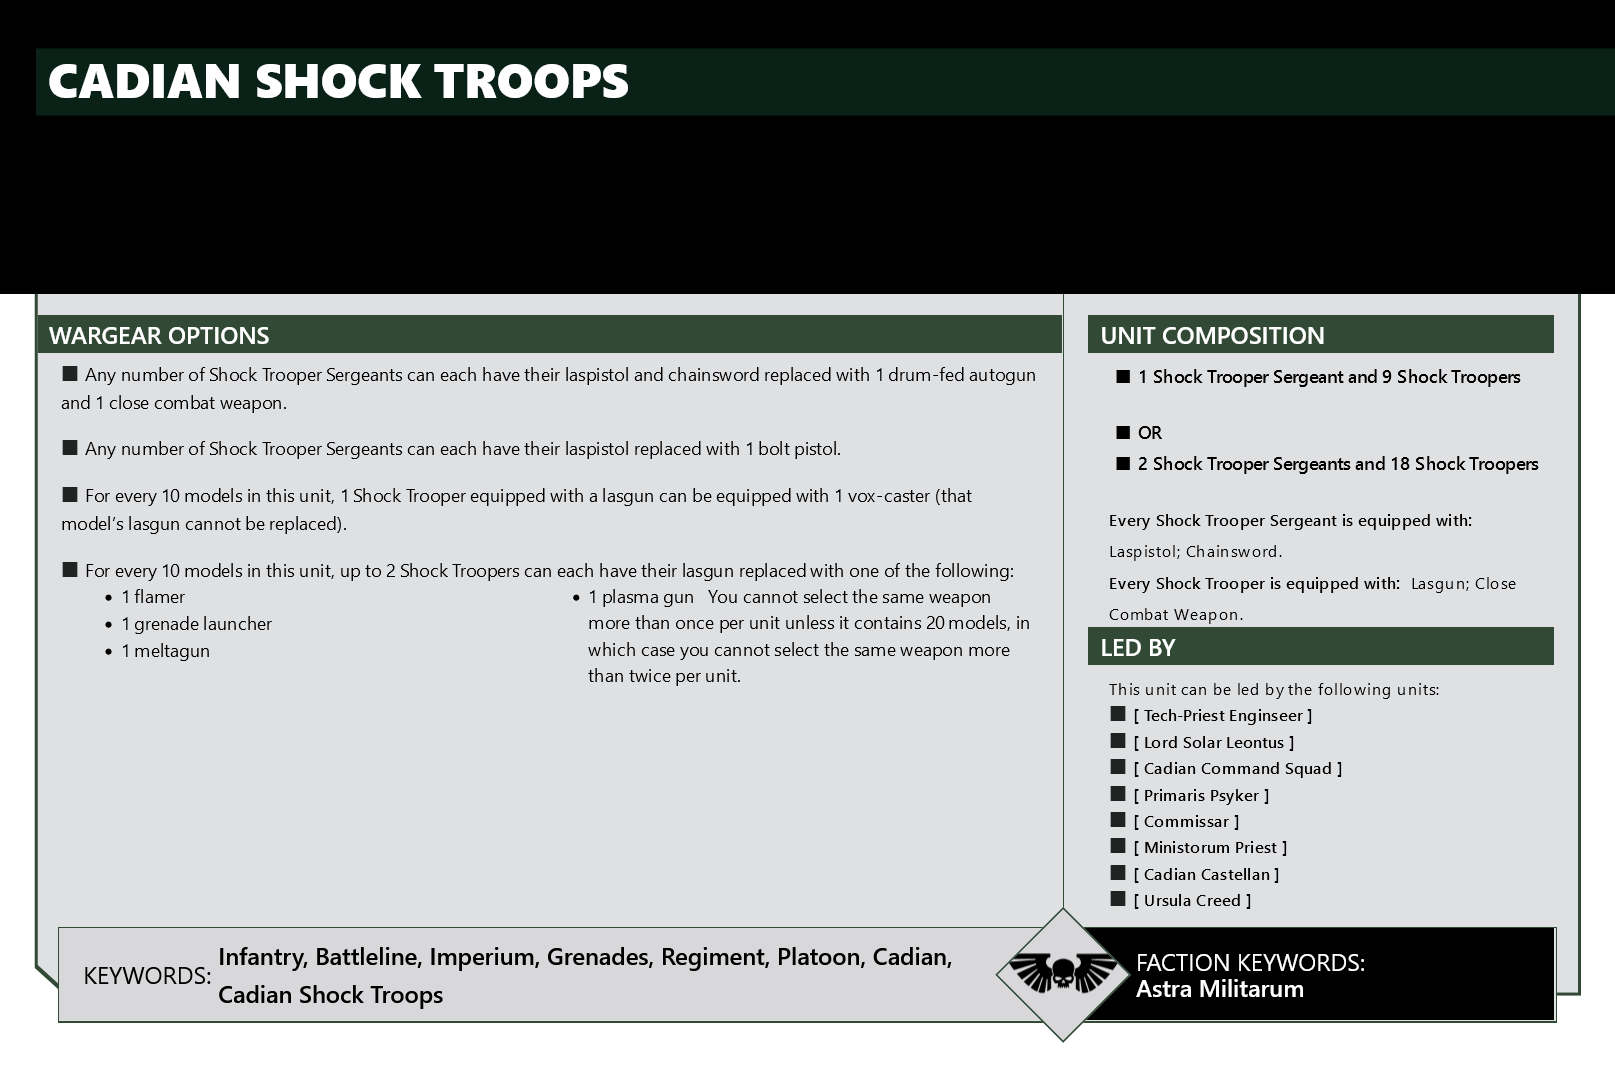 CADIAN SHOCK TROOPS
WARGEAR OPTIONS
■ Any number of Shock Trooper Sergeants can each have their laspistol and chainsword replaced with 1 drum-fed autogun
and 1 close combat weapon.
■ Any number of Shock Trooper Sergeants can each have their laspistol replaced with 1 bolt pistol.
■ For every 10 models in this unit, 1 Shock Trooper equipped with a lasgun can be equipped with 1 vox-caster (that
model’s lasgun cannot be replaced).
■ For every 10 models in this unit, up to 2 Shock Troopers can each have their lasgun replaced with one of the following:
• 1 flamer
• 1 grenade launcher
• 1 meltagun
• 1 plasma gun You cannot select the same weapon
more than once per unit unless it contains 20 models, in
which case you cannot select the same weapon more
than twice per unit.
UNIT COMPOSITION
■ 1 Shock Trooper Sergeant and 9 Shock Troopers
■ OR
■ 2 Shock Trooper Sergeants and 18 Shock Troopers
Every Shock Trooper Sergeant is equipped with:
Laspistol; Chainsword.
Every Shock Trooper is equipped with: Lasgun; Close
Combat Weapon.
LED BY
This unit can be led by the following units:
■ [ Tech-Priest Enginseer ]
■ [ Lord Solar Leontus ]
■ [ Cadian Command Squad ]
■ [ Primaris Psyker ]
■ [ Commissar ]
■ [ Ministorum Priest ]
■ [ Cadian Castellan ]
■ [ Ursula Creed ]
KEYWORDS: Infantry, Battleline, Imperium, Grenades, Regiment, Platoon, Cadian,
Cadian Shock Troops
FACTION KEYWORDS:
Astra Militarum